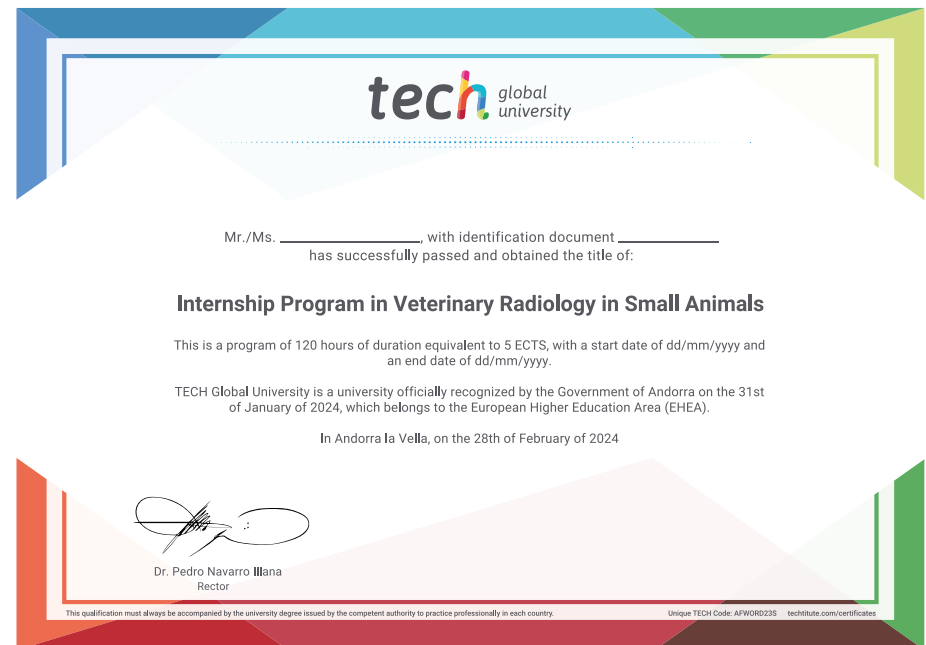 tech global university
Mr./Ms. ____________, with identification document ____________
has successfully passed and obtained the title of:
Internship Program in Veterinary Radiology in Small Animals
This is a program of 120 hours of duration equivalent to 5 ECTS, with a start date of dd/mm/yyyy and
an end date of dd/mm/yyyy.
TECH Global University is a university officially recognized by the Government of Andorra on the 31st
of January of 2024, which belongs to the European Higher Education Area (EHEA).
In Andorra la Vella, on the 28th of February of 2024
Dr. Pedro Navarro Illana
Rector
This qualification must always be accompanied by the university degree issued by the competent authority to practice professionally in each country. Unique TECH Code: AFWORD23S techtitute.com/certificates